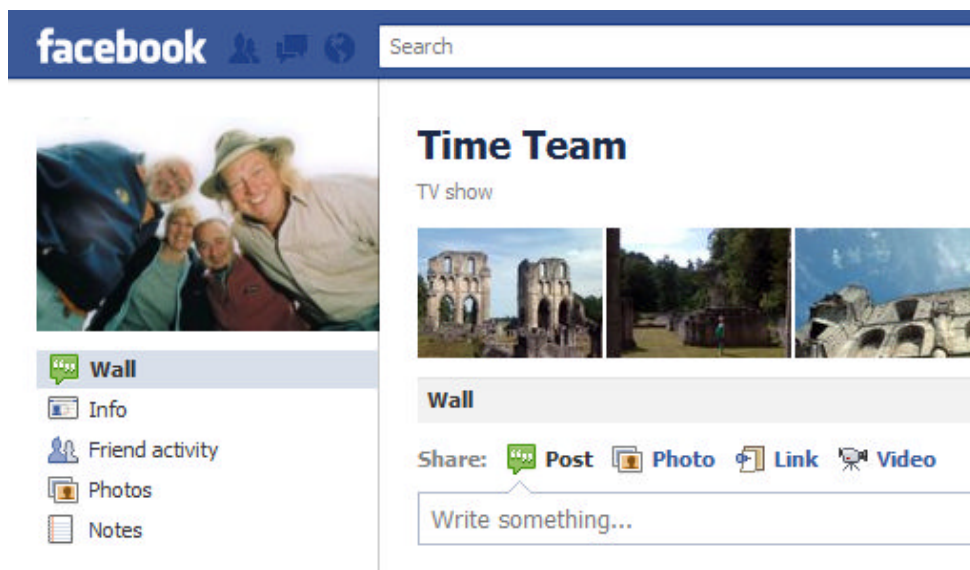 facebook Search
Time Team
TV show
Wall
Info
Friend activity
Photos
Notes
Wall
Share: Post Photo Link Video
Write something...